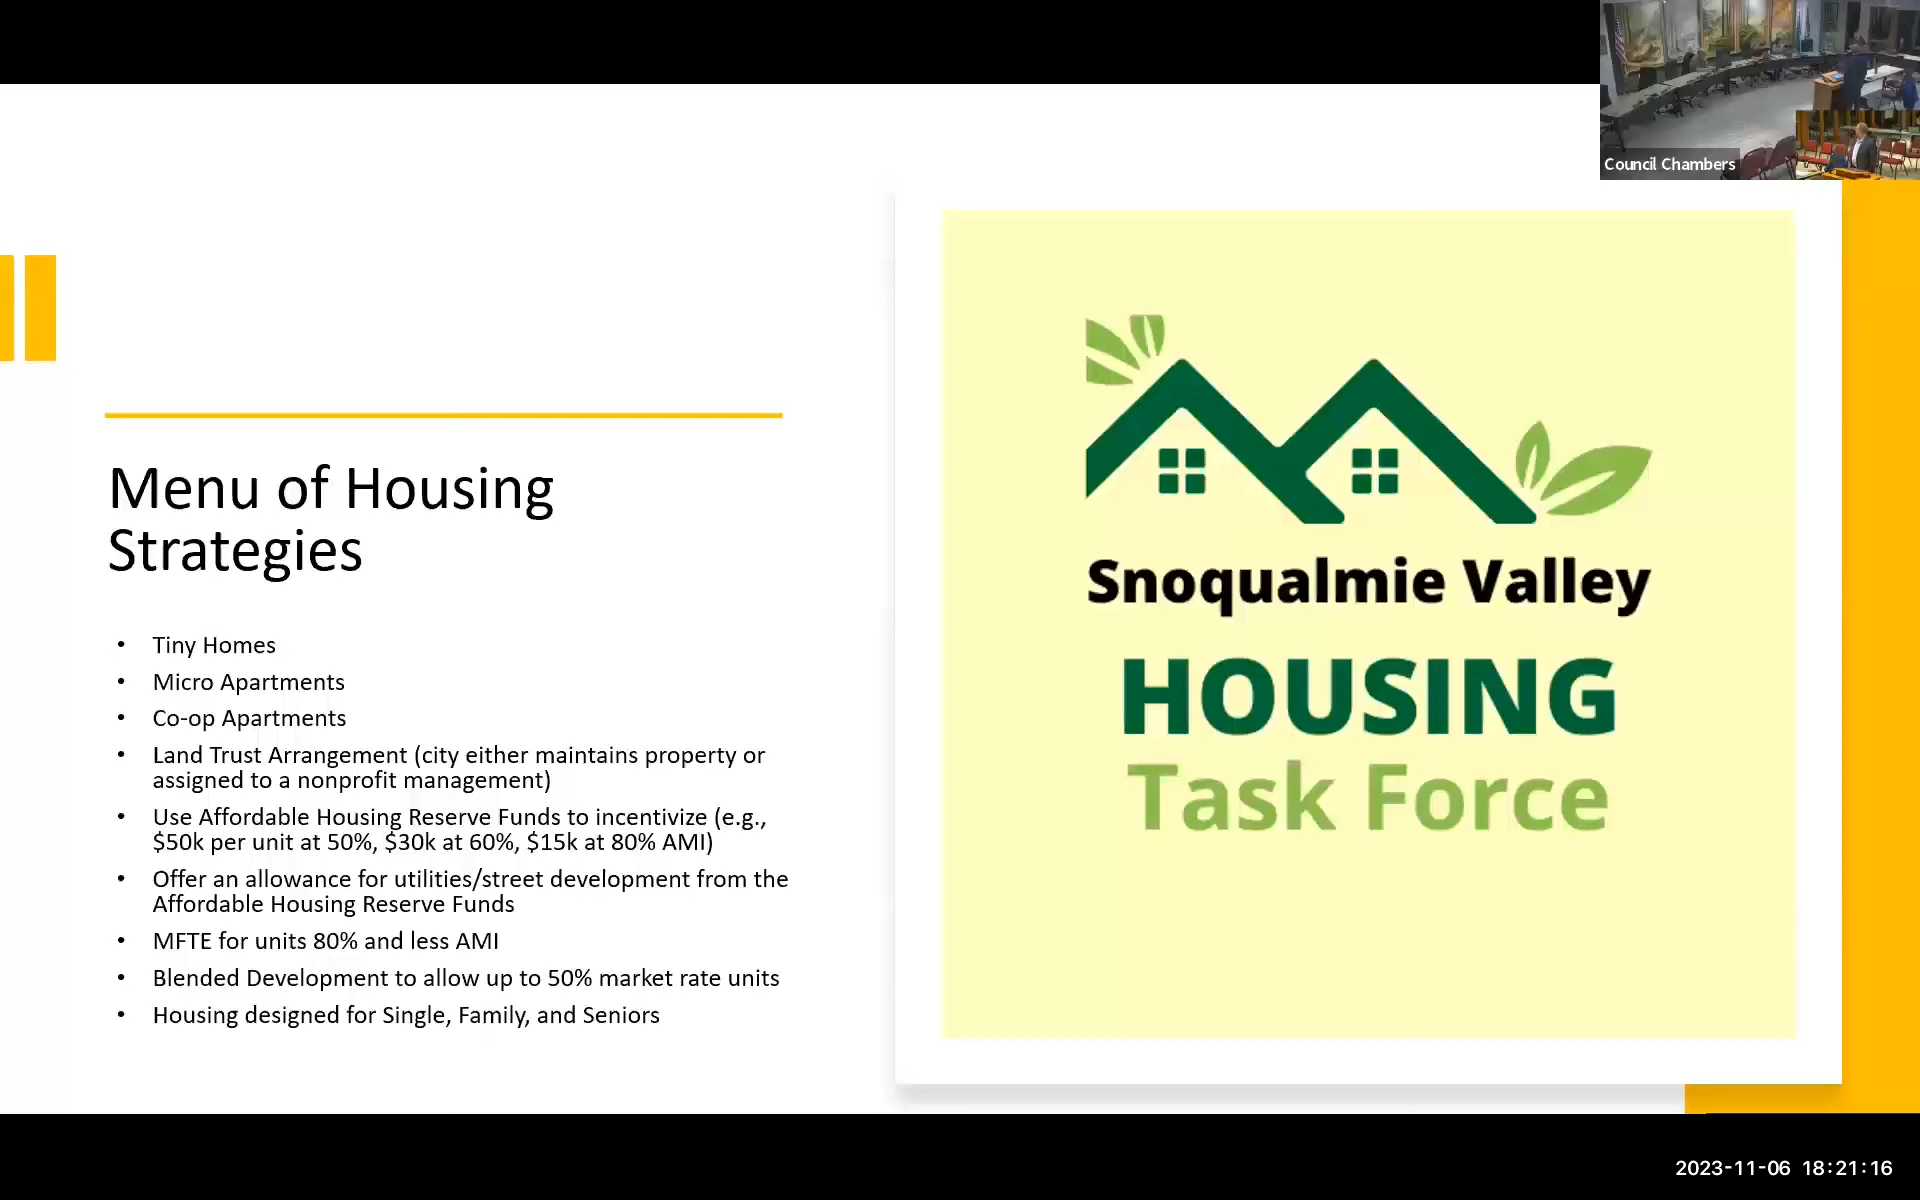 Council Chambers
Menu of Housing
Strategies
• Tiny Homes
• Micro Apartments
• Co-op Apartments
• Land Trust Arrangement (city either maintains property or
assigned to a nonprofit management)
• Use Affordable Housing Reserve Funds to incentivize (e.g.,
$50k per unit at 50%, $30k at 60%, $15k at 80% AMI)
• Offer an allowance for utilities/street development from the
Affordable Housing Reserve Funds
• MFTE for units 80% and less AMI
• Blended Development to allow up to 50% market rate units
• Housing designed for Single, Family, and Seniors
Snoqualmie Valley
HOUSING
Task Force
2023-11-06 18:21:16